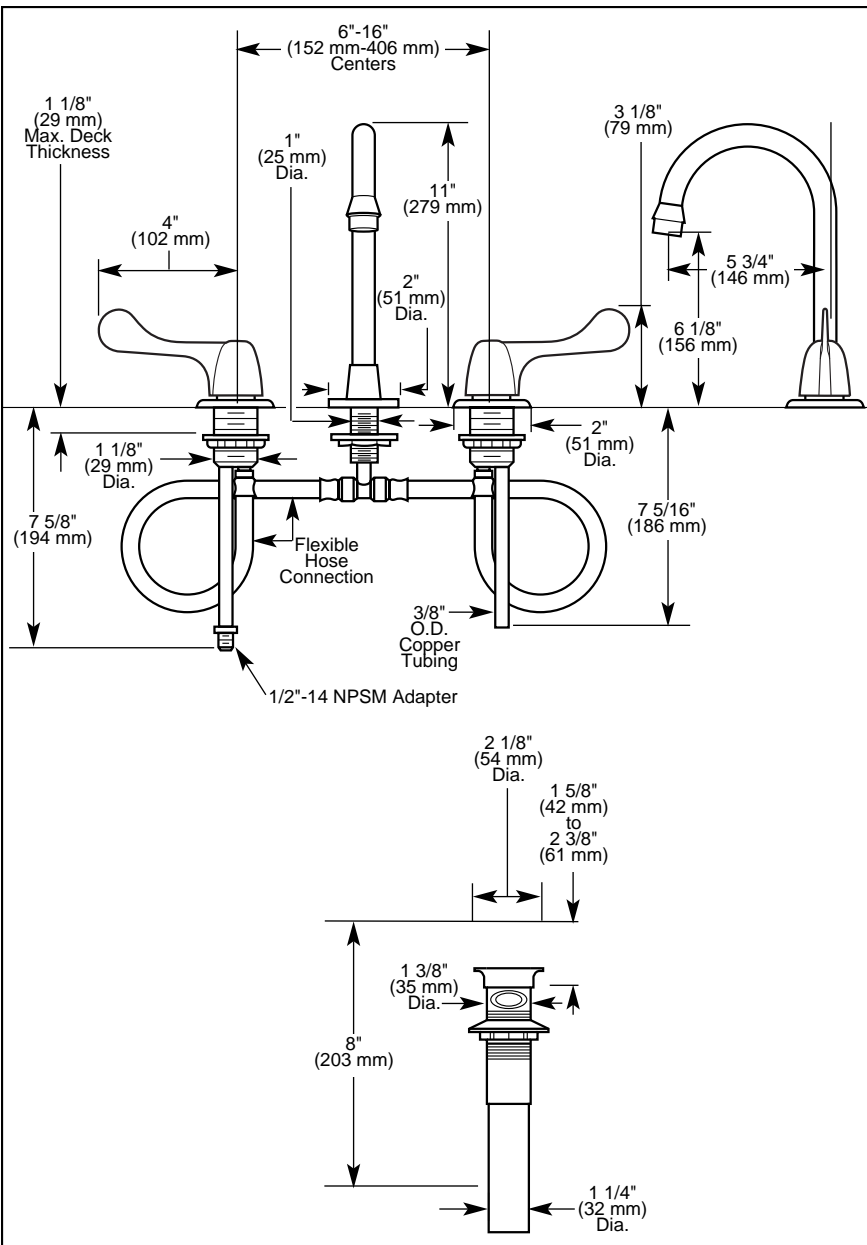 6"-16"
(152 mm-406 mm)
Centers
1 1/8"
(29 mm)
Max. Deck
Thickness
1"
(25 mm)
Dia.
3 1/8"
(79 mm)
11"
(279 mm)
4"
(102 mm)
2"
(51 mm)
Dia.
5 3/4"
(146 mm)
6 1/8"
(156 mm)
1 1/8"
(29 mm)
Dia.
2"
(51 mm)
Dia.
7 5/8"
(194 mm)
7 5/16"
(186 mm)
Flexible
Hose
Connection
3/8"
O.D.
Copper
Tubing
1/2"-14 NPSM Adapter
2 1/8"
(54 mm)
Dia.
1 5/8"
(42 mm)
to
2 3/8"
(61 mm)
1 3/8"
(35 mm)
Dia.
8"
(203 mm)
1 1/4"
(32 mm)
Dia.